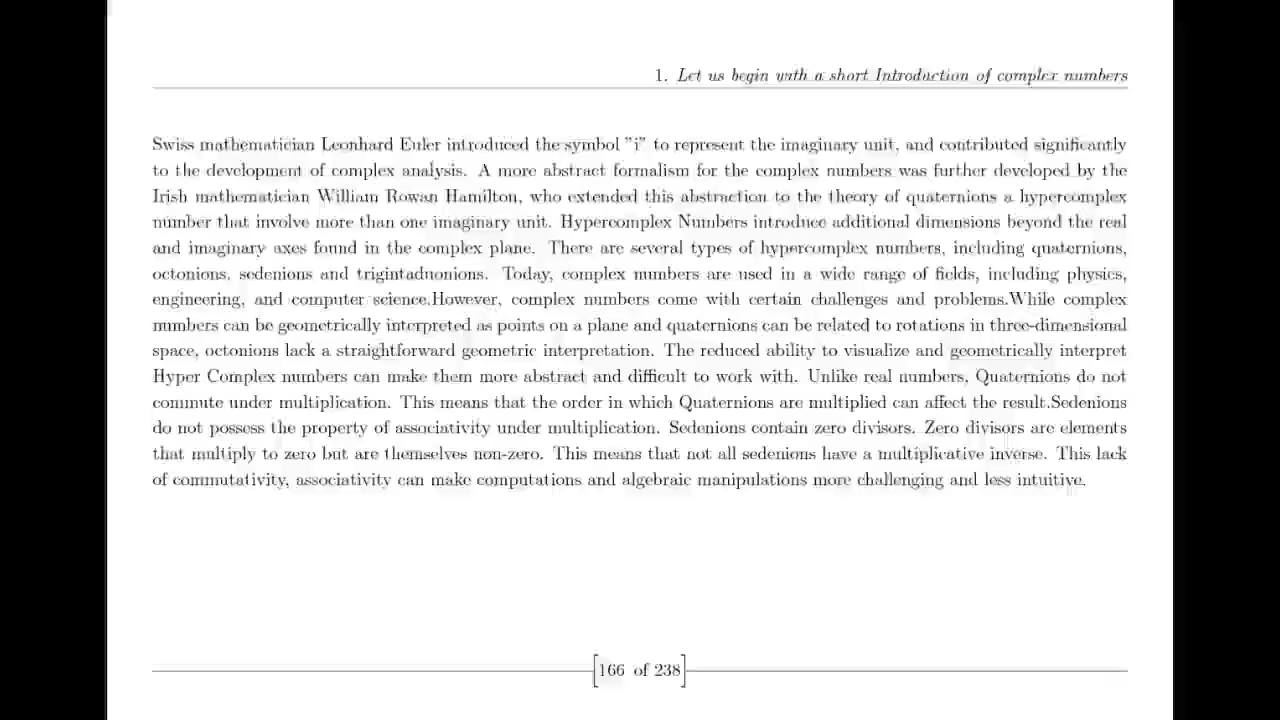 1. Let us begin with a short Introduction of complex numbers
Swiss mathematician Leonhard Euler introduced the symbol "i" to represent the imaginary unit, and contributed significantly
to the development of complex analysis. A more abstract formalism for the complex numbers was further developed by the
Irish mathematician William Rowan Hamilton, who extended this abstraction to the theory of quaternions a hypercomplex
number that involve more than one imaginary unit. Hypercomplex Numbers introduce additional dimensions beyond the real
and imaginary axes found in the complex plane. There are several types of hypercomplex numbers, including quaternions,
octonions, sedenions and trigintaduonions. Today, complex numbers are used in a wide range of fields, including physics,
engineering, and computer science.However, complex numbers come with certain challenges and problems.While complex
numbers can be geometrically interpreted as points on a plane and quaternions can be related to rotations in three-dimensional
space, octonions lack a straightforward geometric interpretation. The reduced ability to visualize and geometrically interpret
Hyper Complex numbers can make them more abstract and difficult to work with. Unlike real numbers, Quaternions do not
commute under multiplication. This means that the order in which Quaternions are multiplied can affect the result.Sedenions
do not possess the property of associativity under multiplication. Sedenions contain zero divisors. Zero divisors are elements
that multiply to zero but are themselves non-zero. This means that not all sedenions have a multiplicative inverse. This lack
of commutativity, associativity can make computations and algebraic manipulations more challenging and less intuitive.
166 of 238